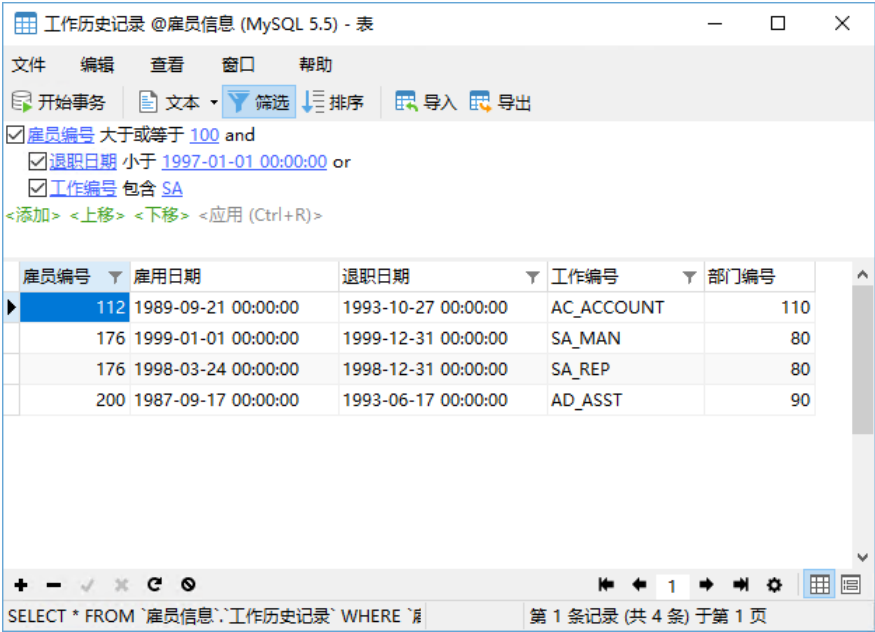 工作历史记录 @雇员信息 (MySQL 5.5) - 表
文件 编辑 查看 窗口 帮助
开始事务 文本 筛选 排序 导入 导出
雇员编号 大于或等于 100 and
退职日期 小于 1997-01-01 00:00:00 or
工作编号 包含 SA
<添加> <上移> <下移> <应用 (Ctrl+R)>
雇员编号 雇用日期 退职日期 工作编号 部门编号
112 1989-09-21 00:00:00 1993-10-27 00:00:00 AC_ACCOUNT 110
176 1999-01-01 00:00:00 1999-12-31 00:00:00 SA_MAN 80
176 1998-03-24 00:00:00 1998-12-31 00:00:00 SA_REP 80
200 1987-09-17 00:00:00 1993-06-17 00:00:00 AD_ASST 90
1
SELECT * FROM `雇员信息`.`工作历史记录` WHERE ` 第 1 条记录 (共 4 条) 于第 1 页